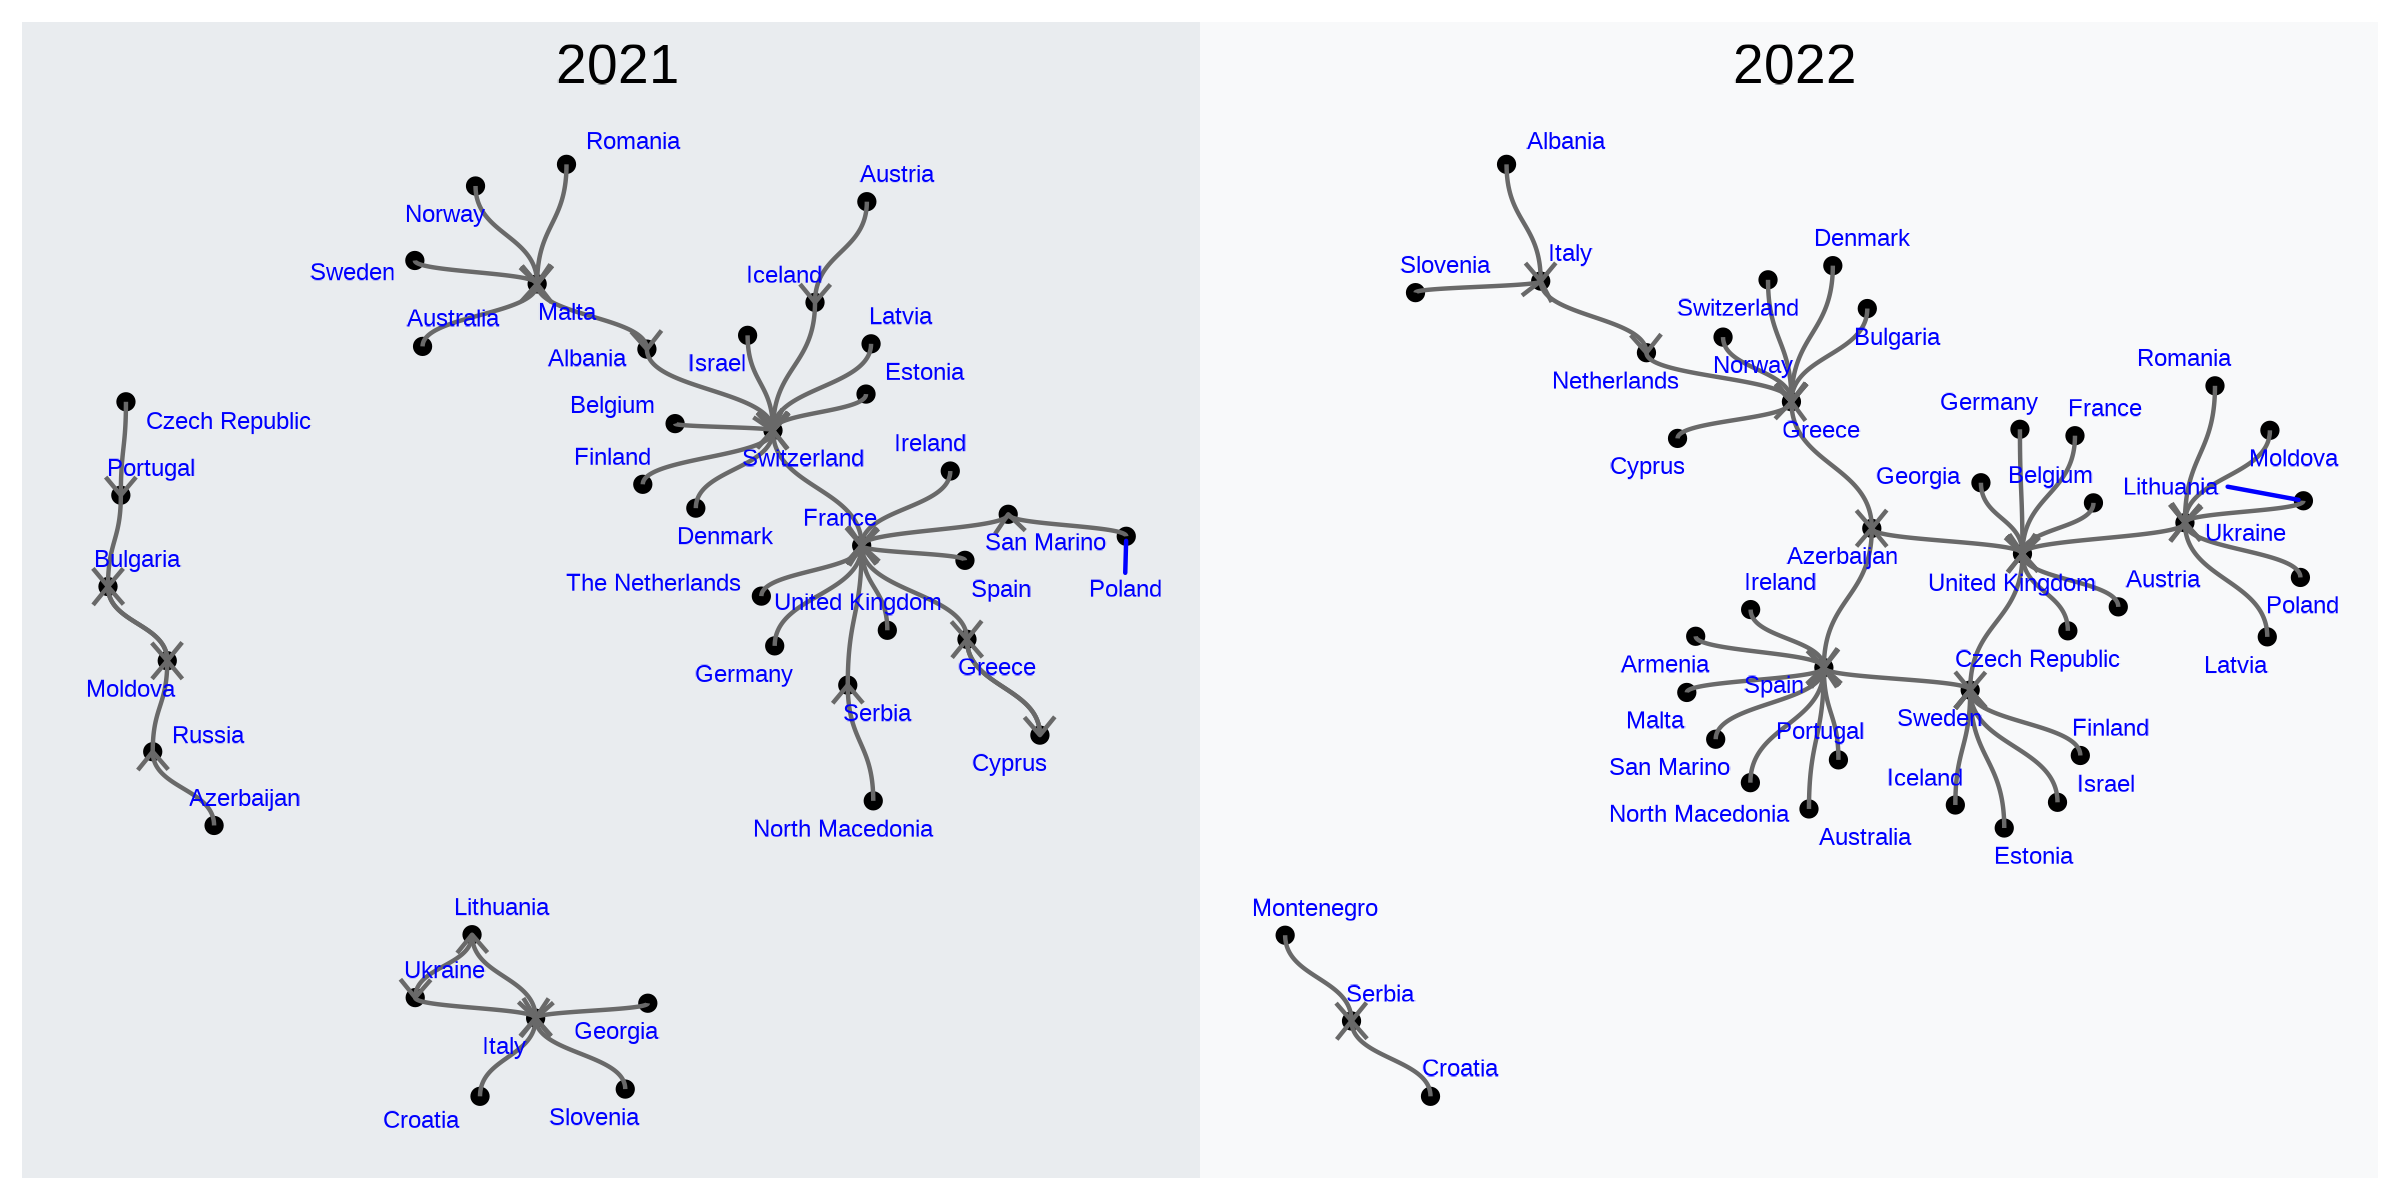 2021
Romania
Austria
Norway
Sweden
Iceland
Australia
Malta
Latvia
Albania
Israel
Estonia
Belgium
Czech Republic
Ireland
Finland
Switzerland
Portugal
France
Denmark
San Marino
Bulgaria
The Netherlands
Spain
Poland
United Kingdom
Greece
Germany
Moldova
Serbia
Russia
Cyprus
Azerbaijan
North Macedonia
Lithuania
Ukraine
Georgia
Italy
Croatia
Slovenia
2022
Albania
Denmark
Italy
Slovenia
Switzerland
Bulgaria
Romania
Norway
Netherlands
Germany
France
Greece
Moldova
Cyprus
Georgia
Belgium
Lithuania
Ukraine
Azerbaijan
Ireland
United Kingdom
Austria
Poland
Armenia
Czech Republic
Latvia
Spain
Malta
Sweden
Finland
Portugal
San Marino
Iceland
Israel
North Macedonia
Australia
Estonia
Montenegro
Serbia
Croatia